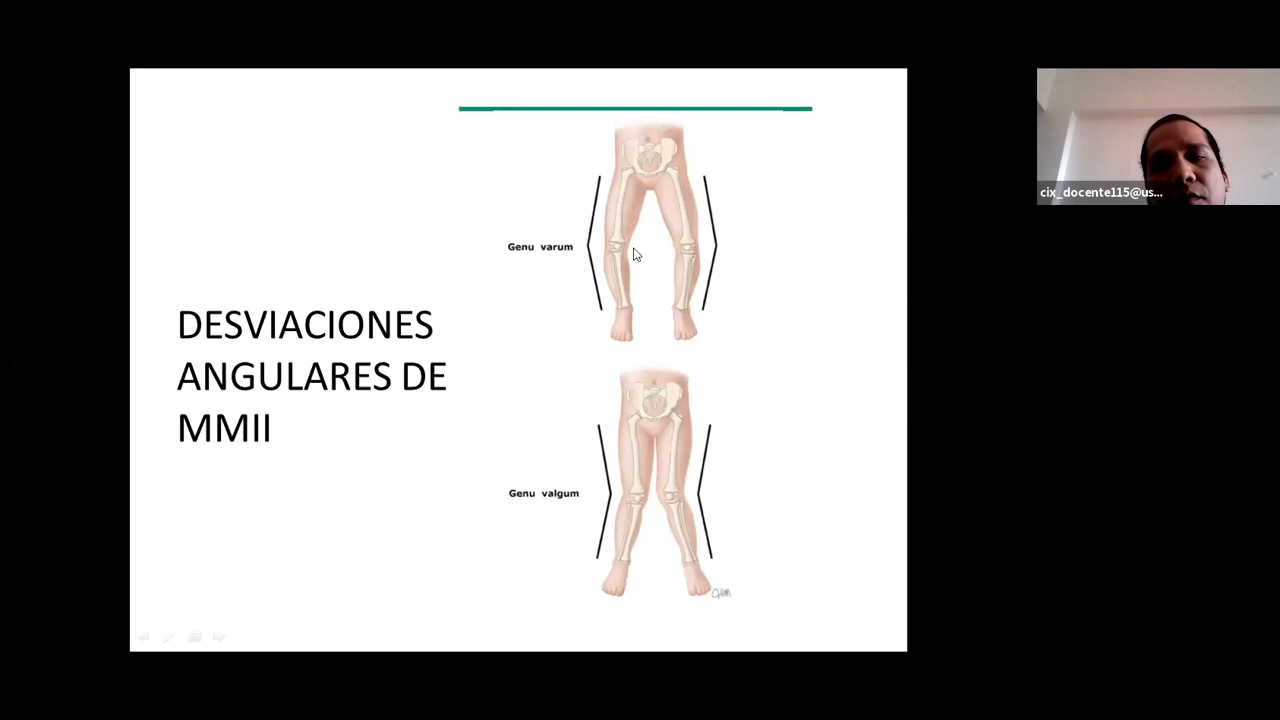 Genu varum
DESVIACIONES
ANGULARES DE
MMII
Genu valgum
cix_docente115@us...